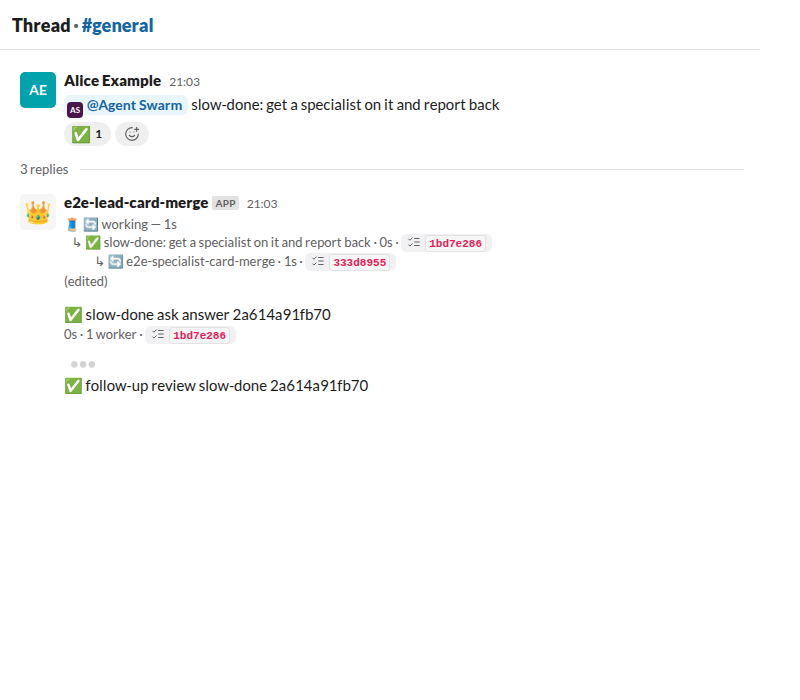 Thread • #general
AE
Alice Example 21:03
AS @Agent Swarm slow-done: get a specialist on it and report back
1
3 replies
e2e-lead-card-merge APP 21:03
working — 1s
↳ slow-done: get a specialist on it and report back · 0s · 1bd7e286
↳ e2e-specialist-card-merge · 1s · 333d8955
(edited)
slow-done ask answer 2a614a91fb70
0s · 1 worker · 1bd7e286
follow-up review slow-done 2a614a91fb70